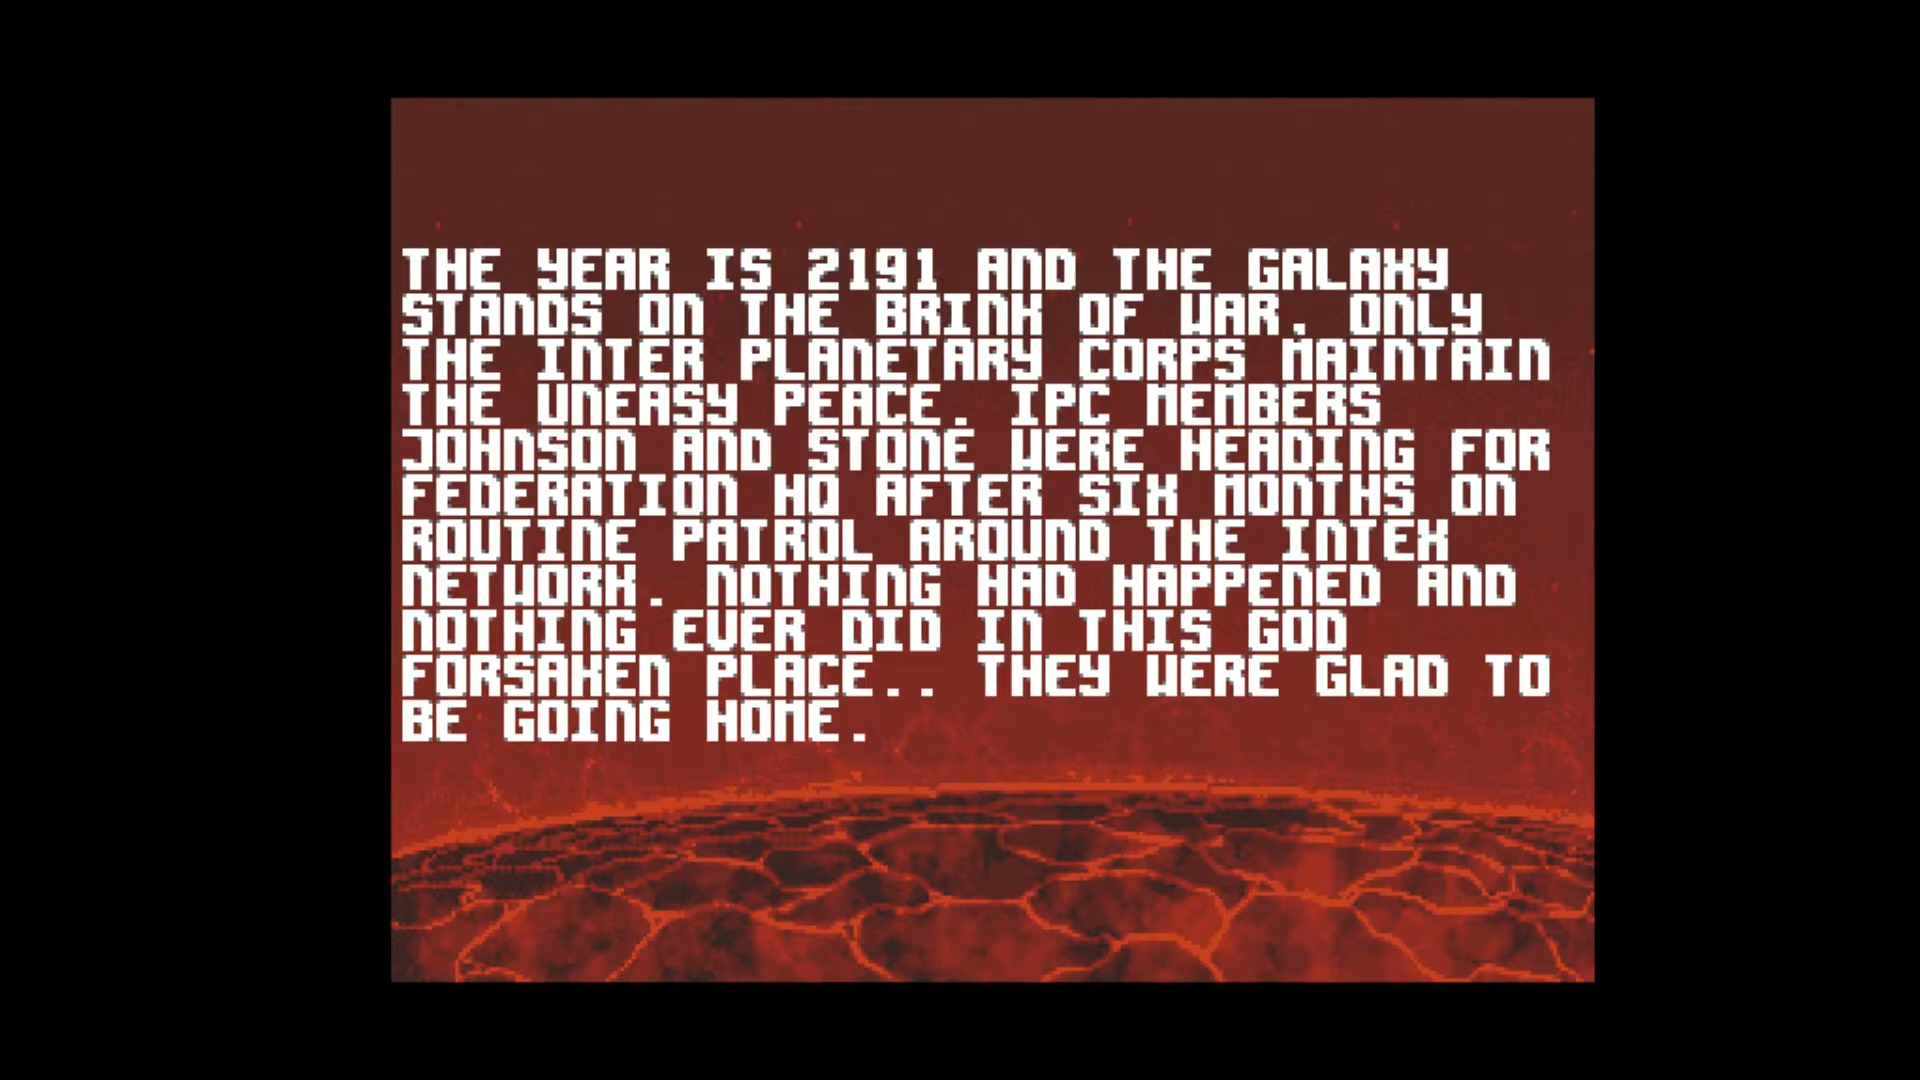 THE YEAR IS 2191 AND THE GALAXY
STANDS ON THE BRINK OF WAR. ONLY
THE INTER PLANETARY CORPS MAINTAIN
THE UNEASY PEACE. IPC MEMBERS
JOHNSON AND STONE WERE HEADING FOR
FEDERATION HQ AFTER SIX MONTHS ON
ROUTINE PATROL AROUND THE INTEX
NETWORK. NOTHING HAD HAPPENED AND
NOTHING EVER DID IN THIS GOD
FORSAKEN PLACE.. THEY WERE GLAD TO
BE GOING HOME.